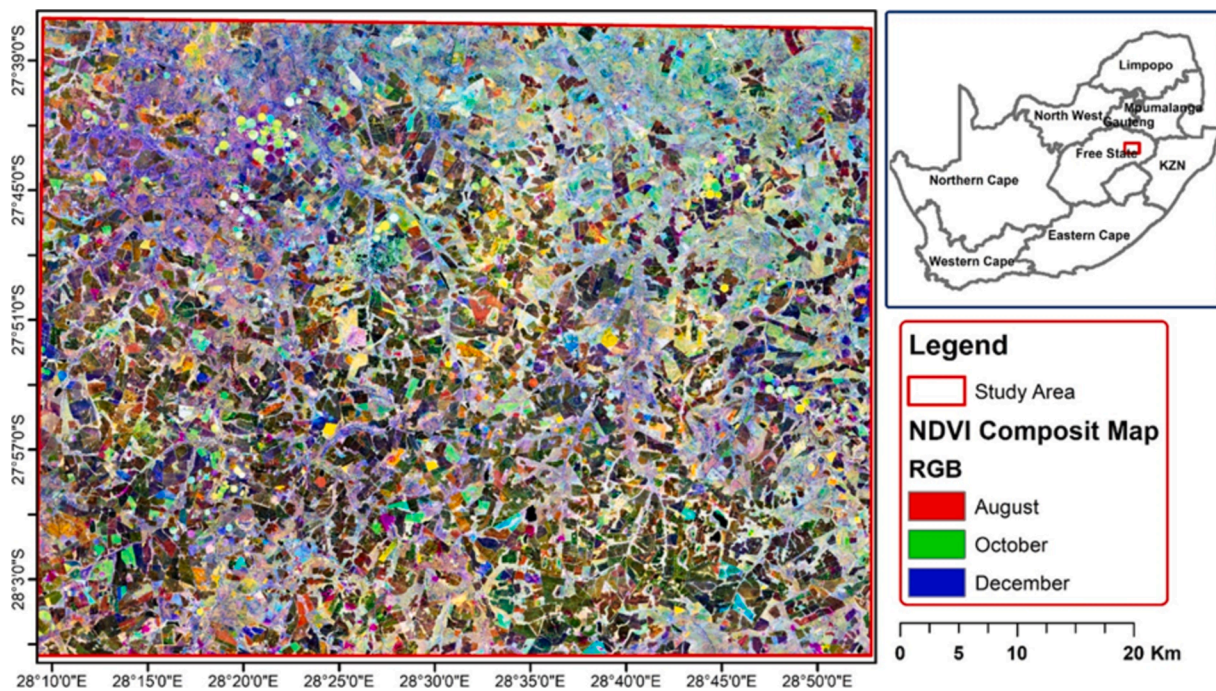 27°39'0"S
27°45'0"S
27°51'0"S
27°57'0"S
28°3'0"S
28°10'0"E 28°15'0"E 28°20'0"E 28°25'0"E 28°30'0"E 28°35'0"E 28°40'0"E 28°45'0"E 28°50'0"E
Limpopo
North West
Mpumalanga
Gauteng
Free State
KZN
Northern Cape
Eastern Cape
Western Cape
Legend
Study Area
NDVI Composit Map
RGB
August
October
December
0 5 10 20 Km